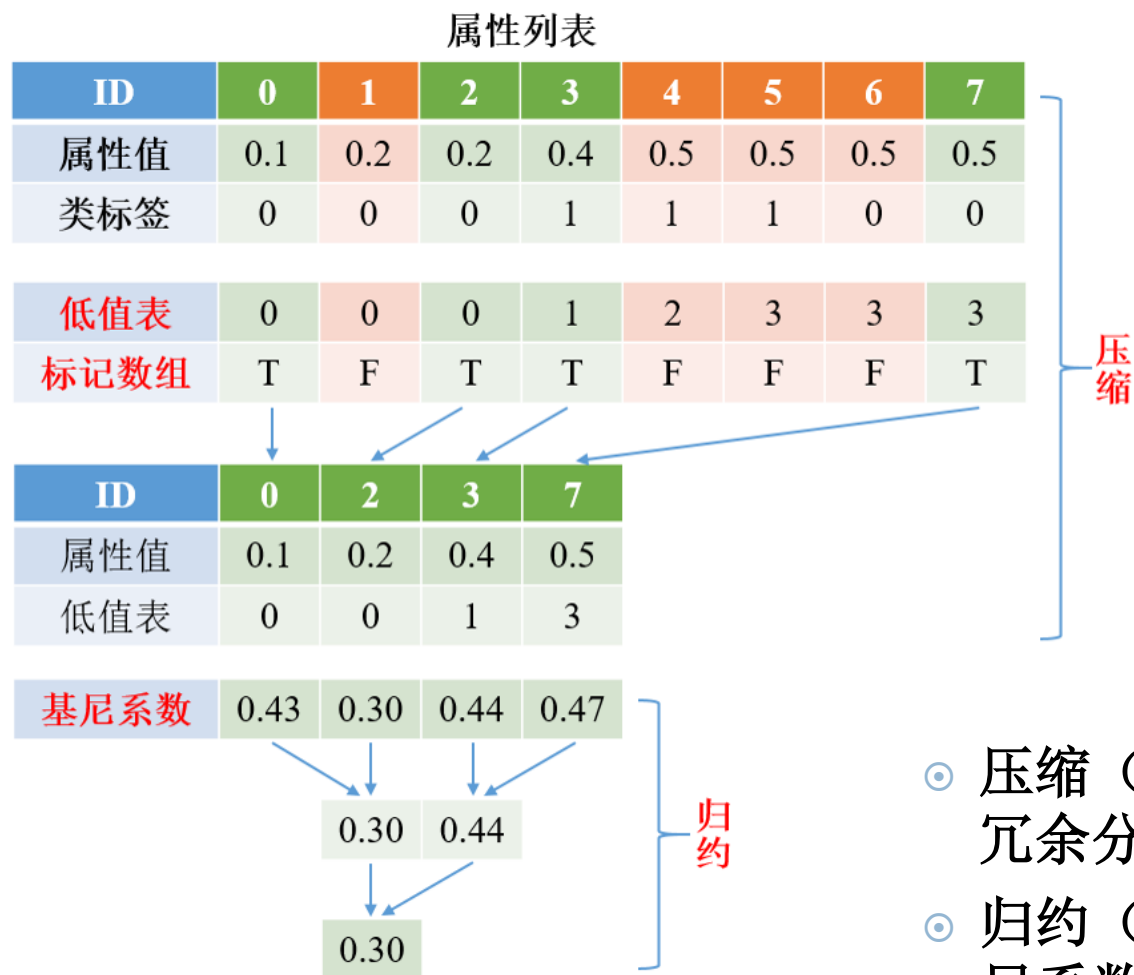 属性列表
ID 0 1 2 3 4 5 6 7
属性值 0.1 0.2 0.2 0.4 0.5 0.5 0.5 0.5
类标签 0 0 0 1 1 1 0 0
低值表 0 0 0 1 2 3 3 3
标记数组 T F T T F F F T
压缩
ID 0 2 3 7
属性值 0.1 0.2 0.4 0.5
低值表 0 0 1 3
基尼系数 0.43 0.30 0.44 0.47
0.30 0.44
归约
0.30
压缩（
冗余分
归约（